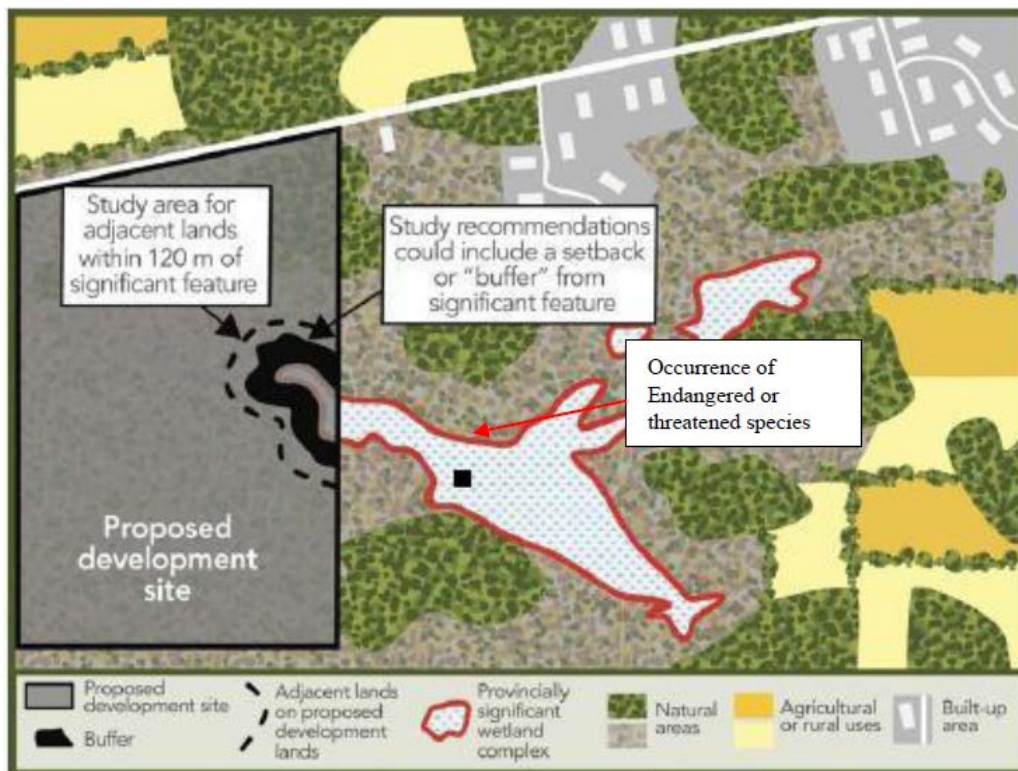 Study area for
adjacent lands
within 120 m of
significant feature
Study recommendations
could include a setback
or “buffer” from
significant feature
Occurrence of
Endangered or
threatened species
Proposed
development
site
Proposed
development site
Buffer
Adjacent lands
on proposed
development
lands
Provincially
significant
wetland
complex
Natural
areas
Agricultural
or rural uses
Built-up
area